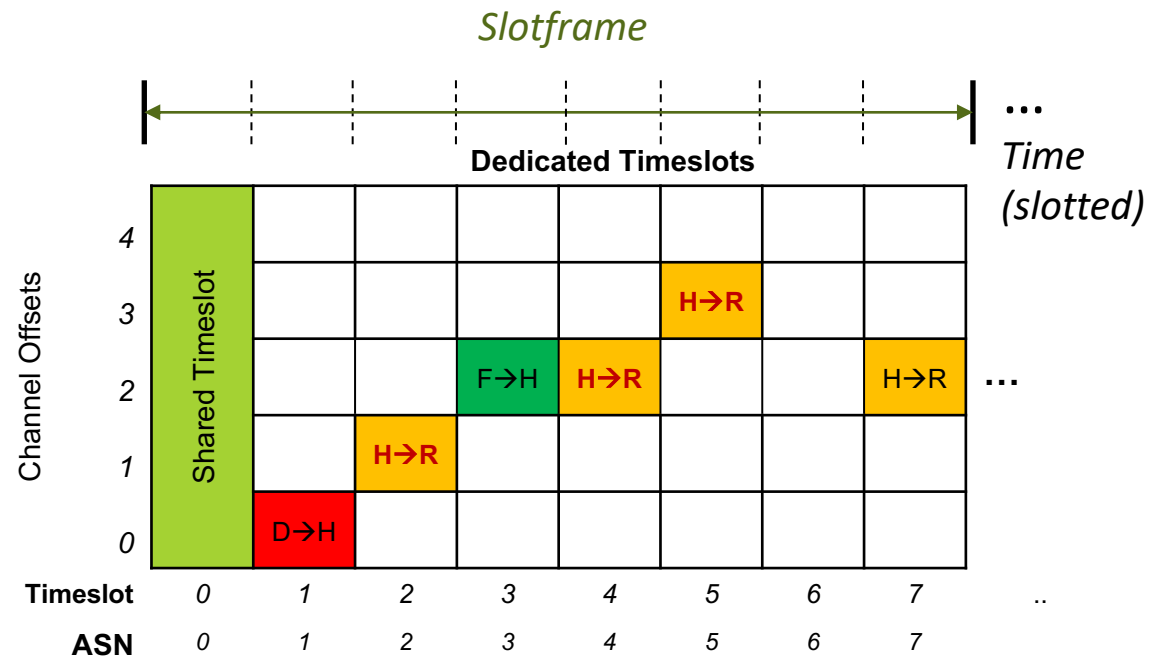 Slotframe
...
Time
(slotted)
Dedicated Timeslots
Channel Offsets
Shared Timeslot
4
3
H→R
2
F→H
H→R
H→R
...
1
H→R
0
D→H
Timeslot 0 1 2 3 4 5 6 7 ..
ASN 0 1 2 3 4 5 6 7